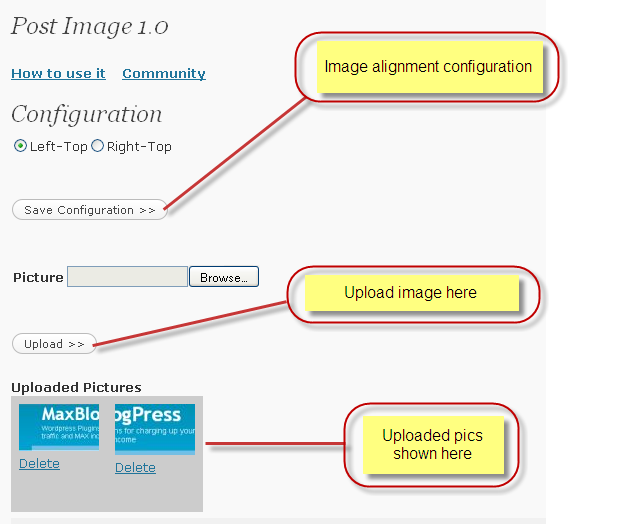 Post Image 1.0
How to use it Community
Image alignment configuration
Configuration
Left-Top Right-Top
Save Configuration >>
Picture Browse...
Upload image here
Upload >>
Uploaded Pictures
MaxBlo
Wordpress Plugins
traffic and MAX inc
ogPress
ns for charging up your
come
Delete
Delete
Uploaded pics
shown here